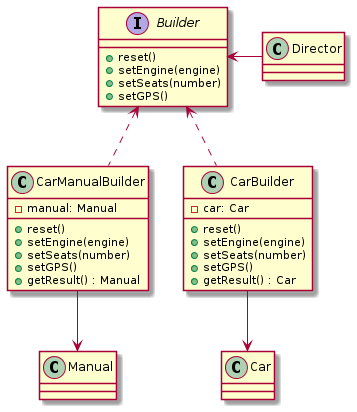 I Builder
reset()
setEngine(engine)
setSeats(number)
setGPS()
C Director
C CarManualBuilder
manual: Manual
reset()
setEngine(engine)
setSeats(number)
setGPS()
getResult() : Manual
C CarBuilder
car: Car
reset()
setEngine(engine)
setSeats(number)
setGPS()
getResult() : Car
C Manual
C Car